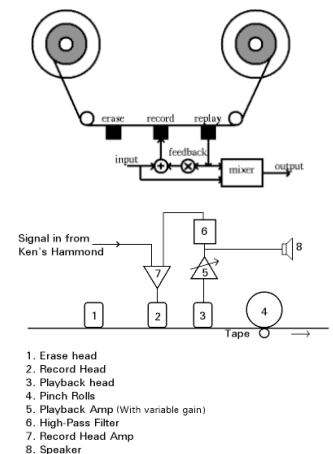 erase record replay
feedback
input
mixer
output
6
Signal in from
Ken's Hammond
8
7
5
1 2 3 4
Tape
1. Erase head
2. Record Head
3. Playback head
4. Pinch Rolls
5. Playback Amp (With variable gain)
6. High-Pass Filter
7. Record Head Amp
8. Speaker